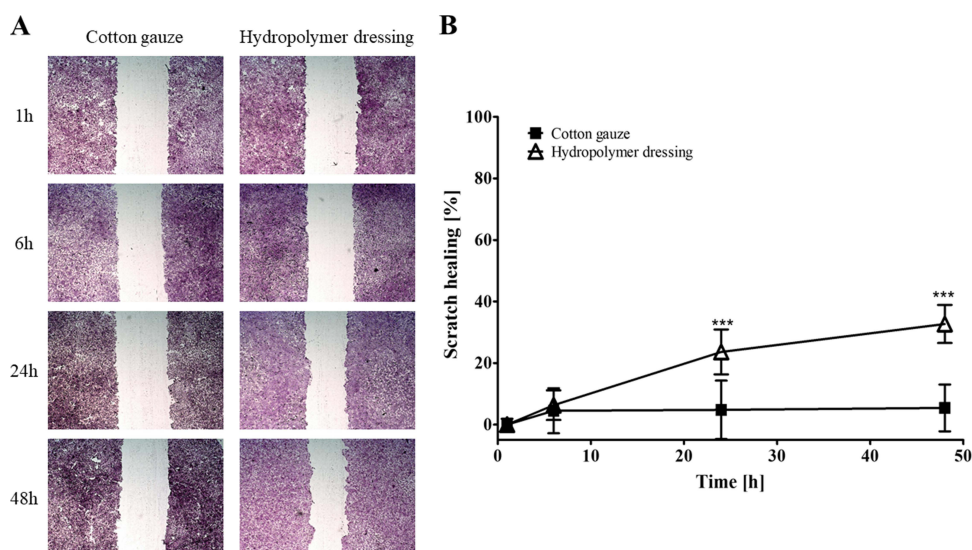 A
Cotton gauze
Hydropolymer dressing
1h
6h
24h
48h
B
100
80
60
40
20
0
Scratch healing [%]
Cotton gauze
Hydropolymer dressing
***
***
0
10
20
30
40
50
Time [h]